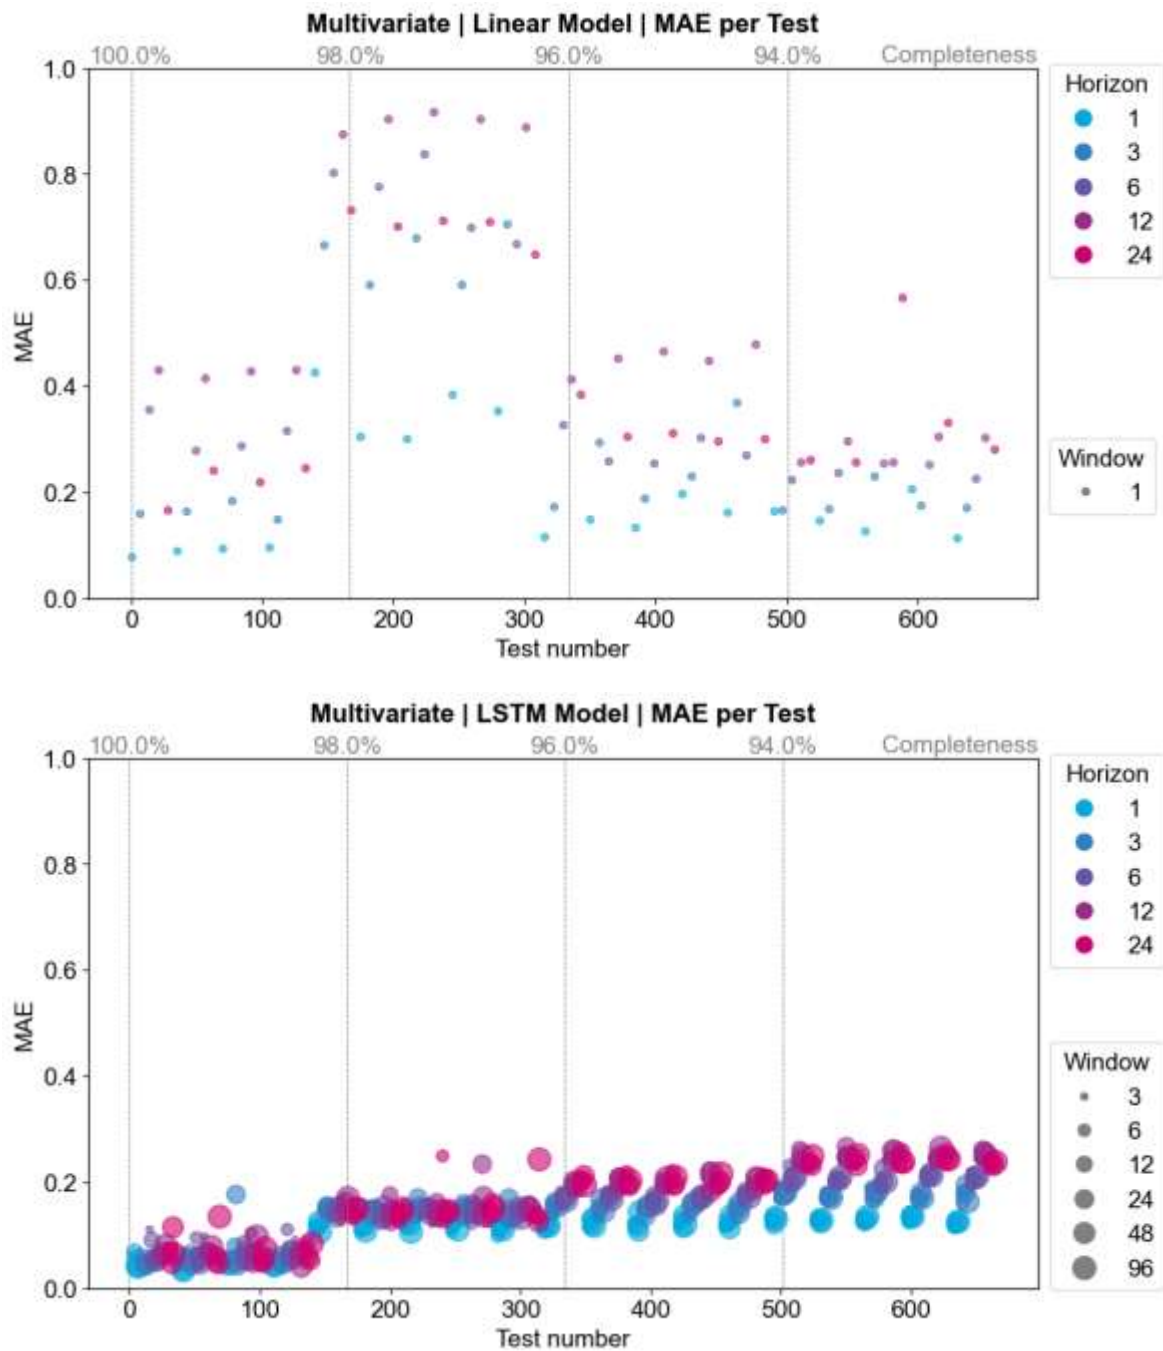 Multivariate | Linear Model | MAE per Test
100.0% 98.0% 96.0% 94.0% Completeness
1.0
0.8
0.6
0.4
0.2
0.0
MAE
0 100 200 300 400 500 600
Test number
Horizon
1
3
6
12
24
Window
1
Multivariate | LSTM Model | MAE per Test
100.0% 98.0% 96.0% 94.0% Completeness
1.0
0.8
0.6
0.4
0.2
0.0
MAE
0 100 200 300 400 500 600
Test number
Horizon
1
3
6
12
24
Window
3
6
12
24
48
96